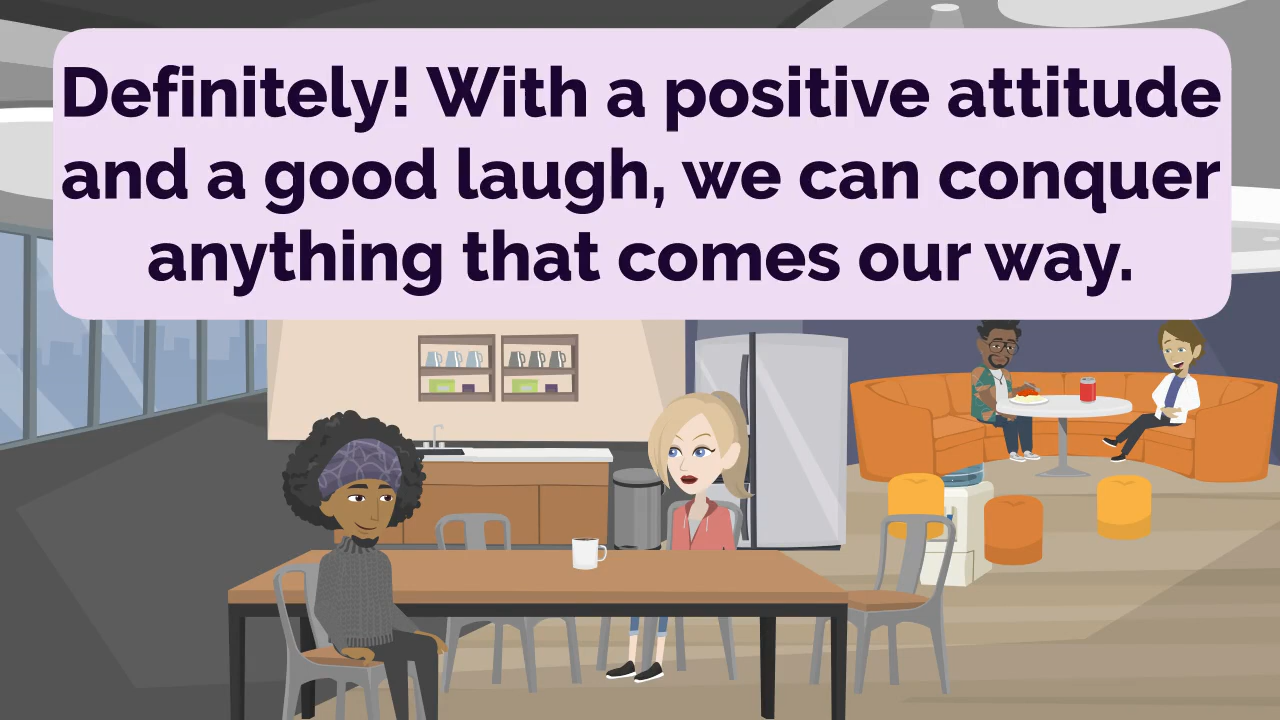 Definitely! With a positive attitude
and a good laugh, we can conquer
anything that comes our way.